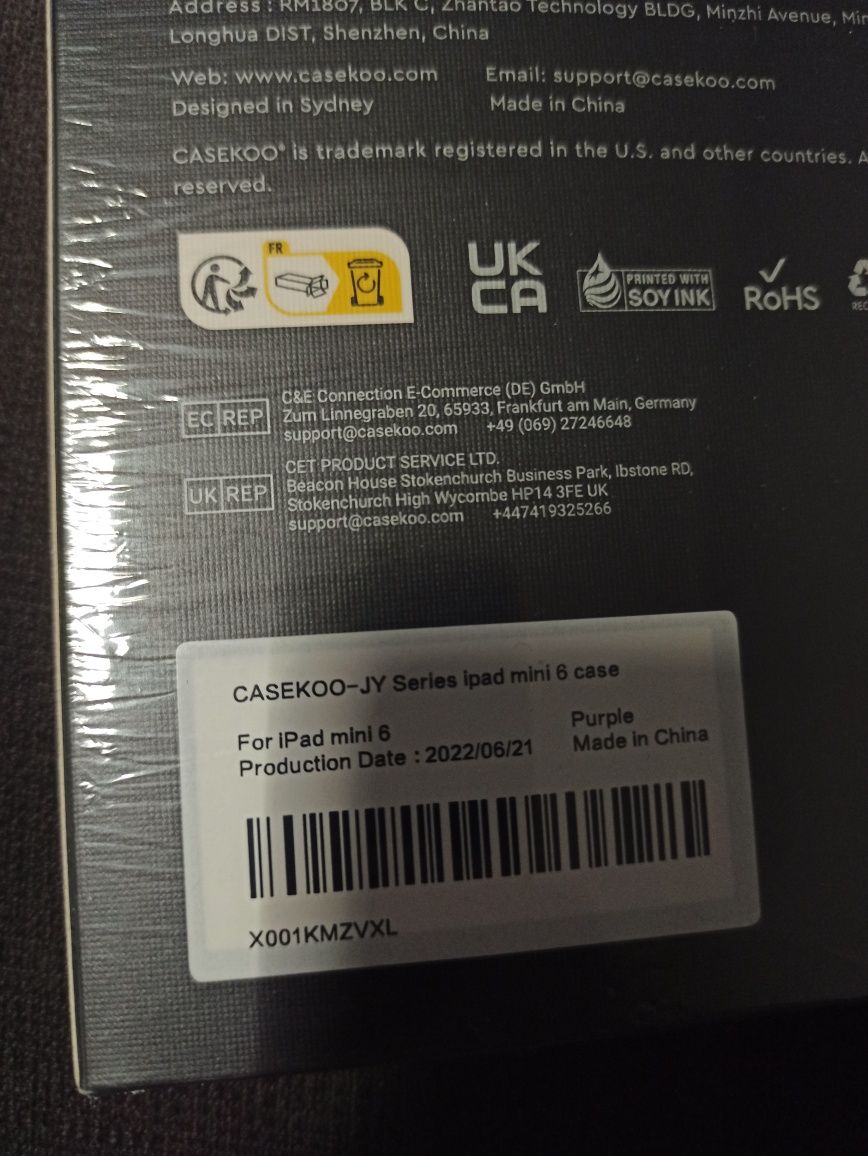 Address : RM1807, BLK C, Zhantao Technology BLDG, Minzhi Avenue,
Longhua DIST, Shenzhen, China
Web: www.casekoo.com Email: support@casekoo.com
Designed in Sydney Made in China
CASEKOO® is trademark registered in the U.S. and other countries.
reserved.
FR
UK
CA
PRINTED WITH
SOY INK
RoHS
EC REP
C&E Connection E-Commerce (DE) GmbH
Zum Linnegraben 20, 65933, Frankfurt am Main, Germany
support@casekoo.com +49 (069) 27246648
UK REP
CET PRODUCT SERVICE LTD.
Beacon House Stokenchurch Business Park, Ibstone RD,
Stokenchurch High Wycombe HP14 3FE UK
support@casekoo.com +447419325266
CASEKOO-JY Series ipad mini 6 case
For iPad mini 6 Purple
Production Date : 2022/06/21 Made in China
X001KMZVXL